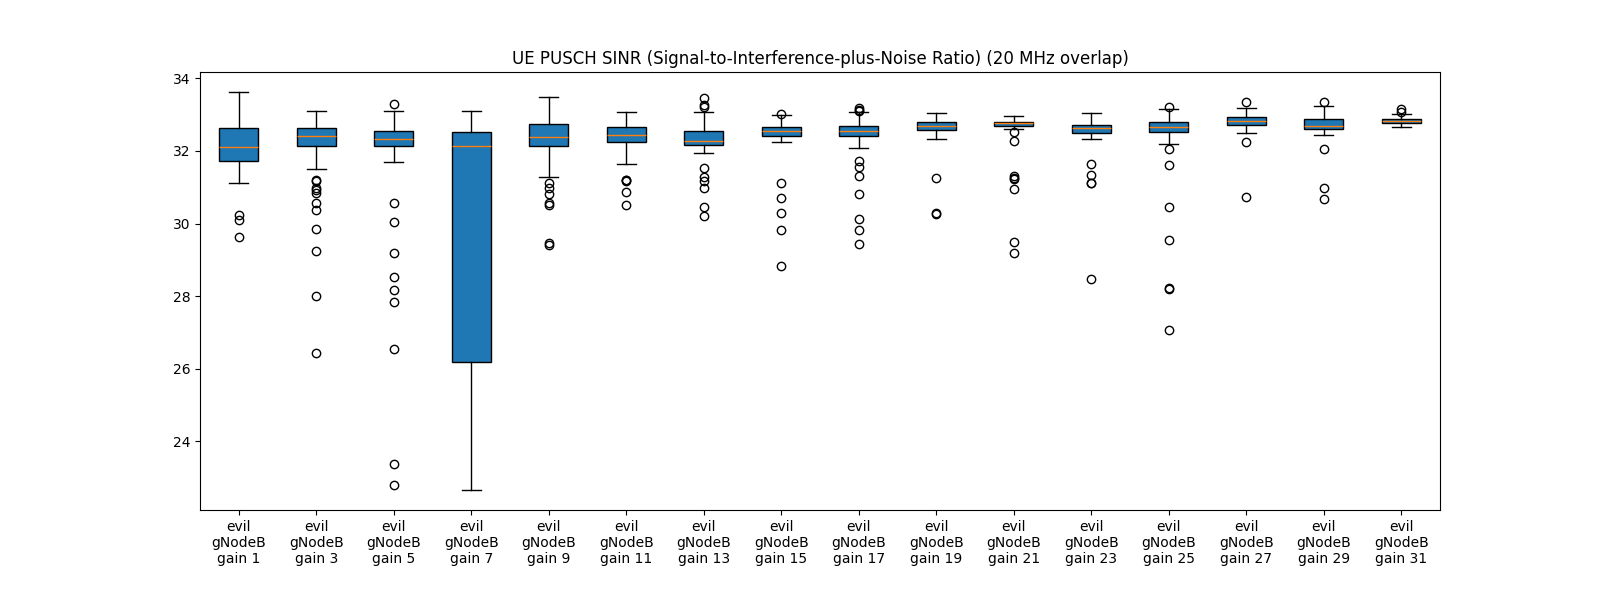 UE PUSCH SINR (Signal-to-Interference-plus-Noise Ratio) (20 MHz overlap)
34
32
30
28
26
24
evil gNodeB gain 1
evil gNodeB gain 3
evil gNodeB gain 5
evil gNodeB gain 7
evil gNodeB gain 9
evil gNodeB gain 11
evil gNodeB gain 13
evil gNodeB gain 15
evil gNodeB gain 17
evil gNodeB gain 19
evil gNodeB gain 21
evil gNodeB gain 23
evil gNodeB gain 25
evil gNodeB gain 27
evil gNodeB gain 29
evil gNodeB gain 31